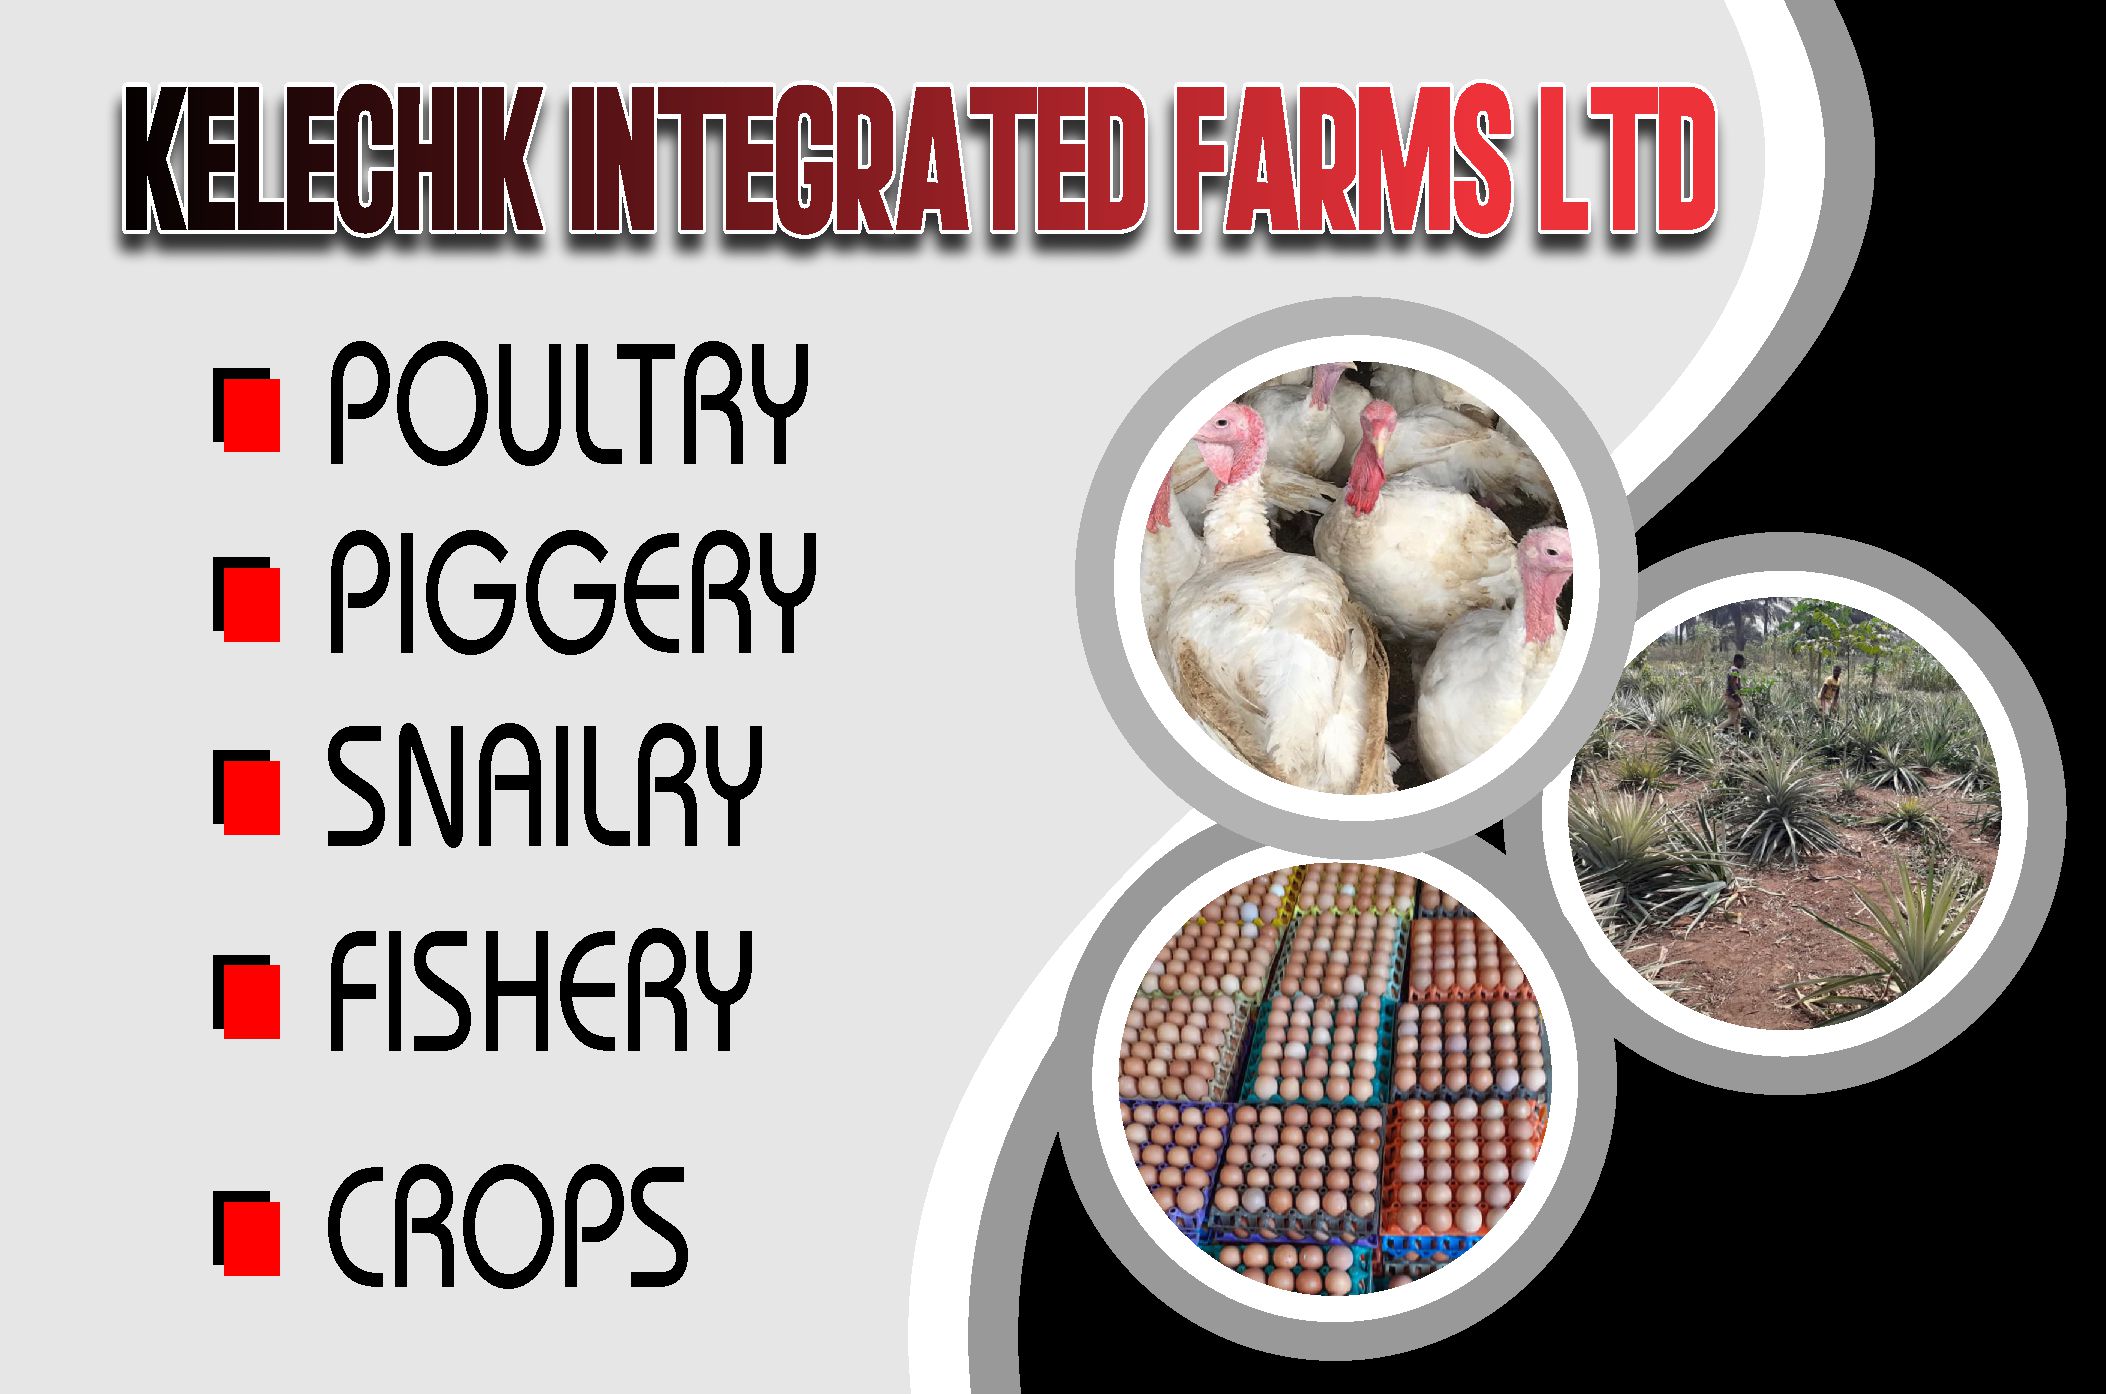 KELECHIK INTEGRATED FARMS LTD
POULTRY
PIGGERY
SNAILRY
FISHERY
CROPS